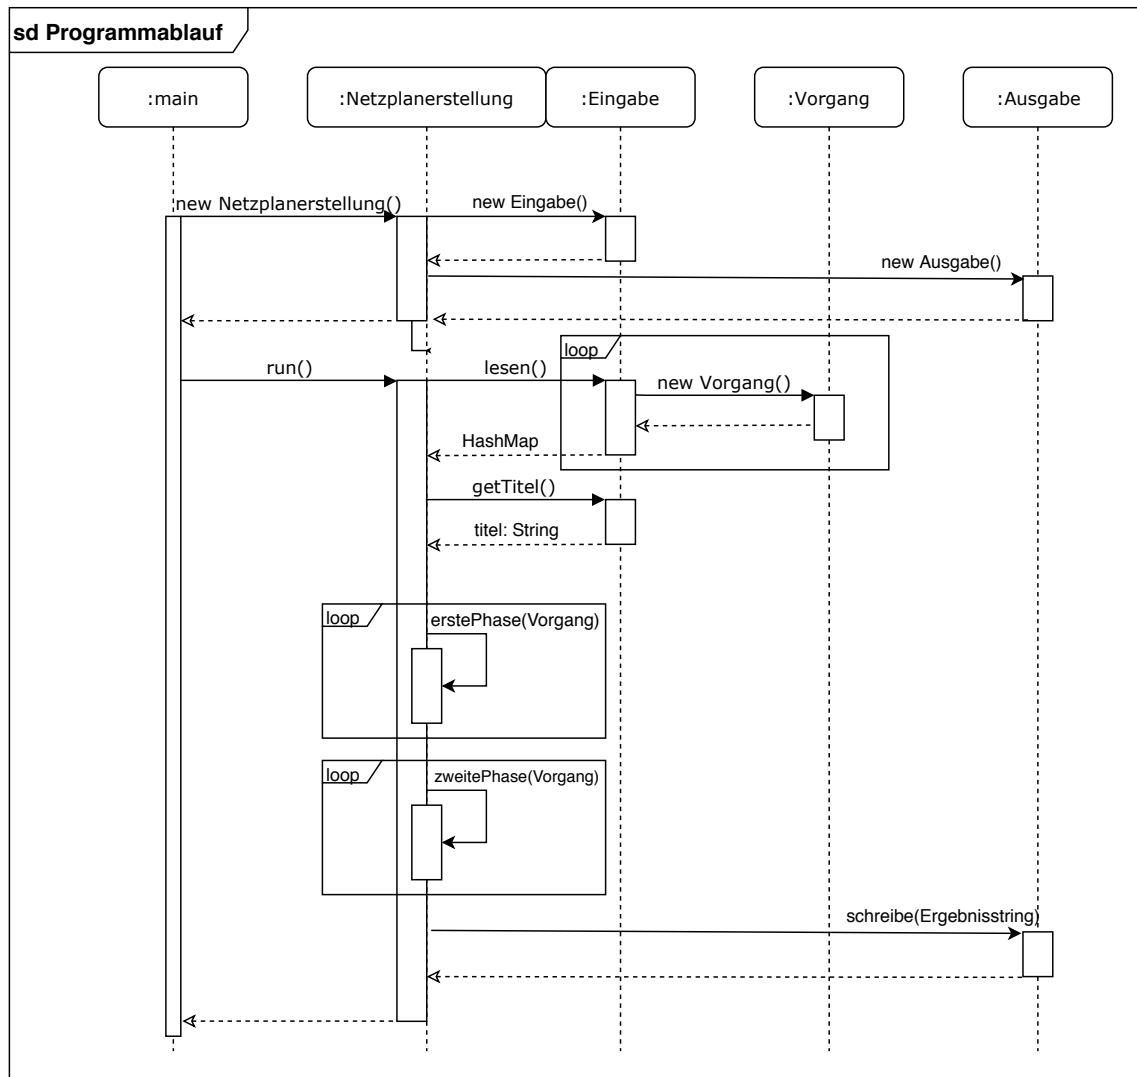 sd Programmablauf
:main
:Netzplanerstellung
:Eingabe
:Vorgang
:Ausgabe
new Netzplanerstellung()
new Eingabe()
new Ausgabe()
loop
run()
lesen()
new Vorgang()
HashMap
getTitel()
titel: String
loop
erstePhase(Vorgang)
loop
zweitePhase(Vorgang)
schreibe(Ergebnisstring)